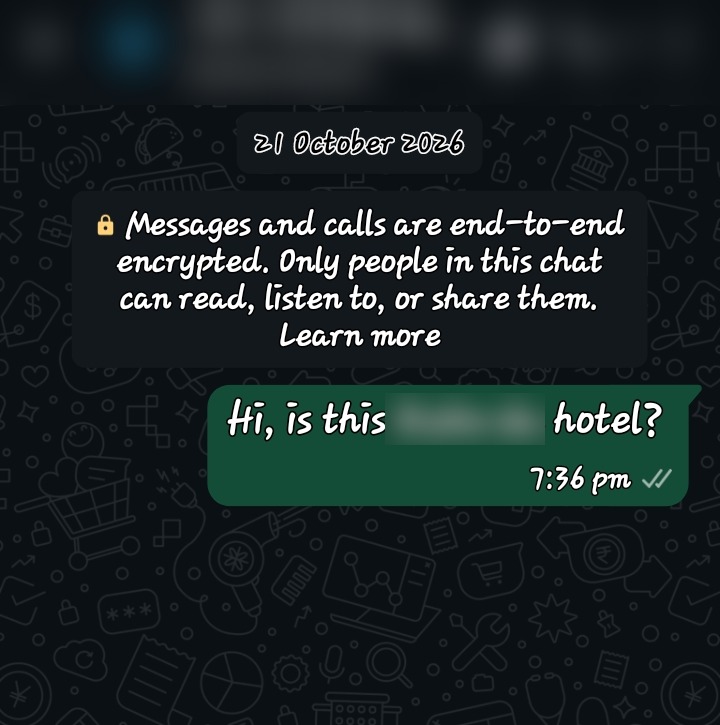 21 October 2026
Messages and calls are end-to-end
encrypted. Only people in this chat
can read, listen to, or share them.
Learn more
Hi, is this hotel?
7:36 pm